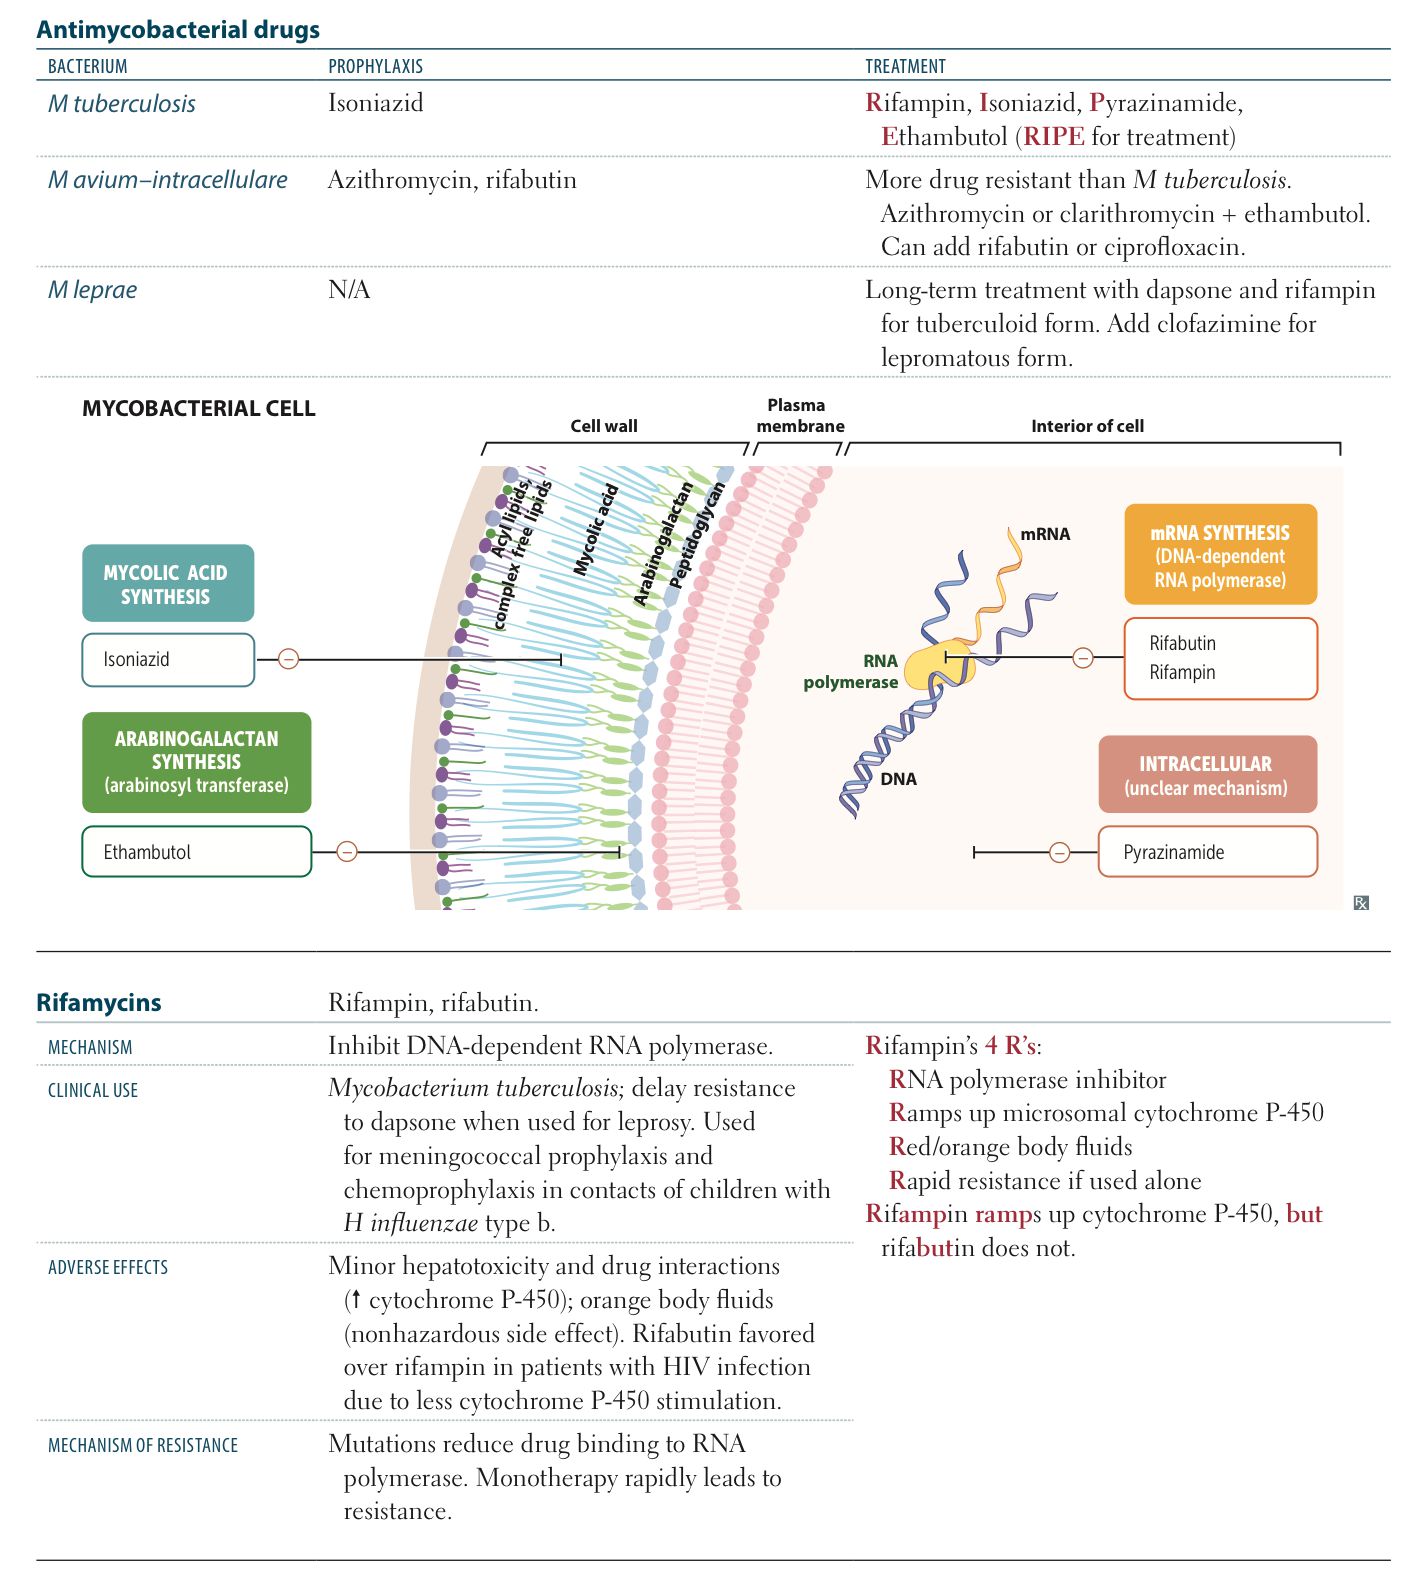 Antimycobacterial drugs
BACTERIUM PROPHYLAXIS TREATMENT
M tuberculosis Isoniazid Rifampin, Isoniazid, Pyrazinamide,
Ethambutol (RIPE for treatment)
M avium–intracellulare Azithromycin, rifabutin More drug resistant than M tuberculosis.
Azithromycin or clarithromycin + ethambutol.
Can add rifabutin or ciprofloxacin.
M leprae N/A Long-term treatment with dapsone and rifampin
for tuberculoid form. Add clofazimine for
lepromatous form.
MYCOBACTERIAL CELL
Cell wall
Plasma
membrane
Interior of cell
Acyl lipids,
complex free lipids
Mycolic acid
Arabinogalactan
Peptidoglycan
MYCOLIC ACID
SYNTHESIS
Isoniazid
ARABINOGALACTAN
SYNTHESIS
(arabinosyl transferase)
Ethambutol
mRNA
RNA
polymerase
DNA
mRNA SYNTHESIS
(DNA-dependent
RNA polymerase)
Rifabutin
Rifampin
INTRACELLULAR
(unclear mechanism)
Pyrazinamide
Rx
Rifamycins Rifampin, rifabutin.
MECHANISM Inhibit DNA-dependent RNA polymerase.
CLINICAL USE Mycobacterium tuberculosis; delay resistance
to dapsone when used for leprosy. Used
for meningococcal prophylaxis and
chemoprophylaxis in contacts of children with
H influenzae type b.
ADVERSE EFFECTS Minor hepatotoxicity and drug interactions
(↑ cytochrome P-450); orange body fluids
(nonhazardous side effect). Rifabutin favored
over rifampin in patients with HIV infection
due to less cytochrome P-450 stimulation.
MECHANISM OF RESISTANCE Mutations reduce drug binding to RNA
polymerase. Monotherapy rapidly leads to
resistance.
Rifampin's 4 R's:
RNA polymerase inhibitor
Ramps up microsomal cytochrome P-450
Red/orange body fluids
Rapid resistance if used alone
Rifampin ramps up cytochrome P-450, but
rifabutin does not.